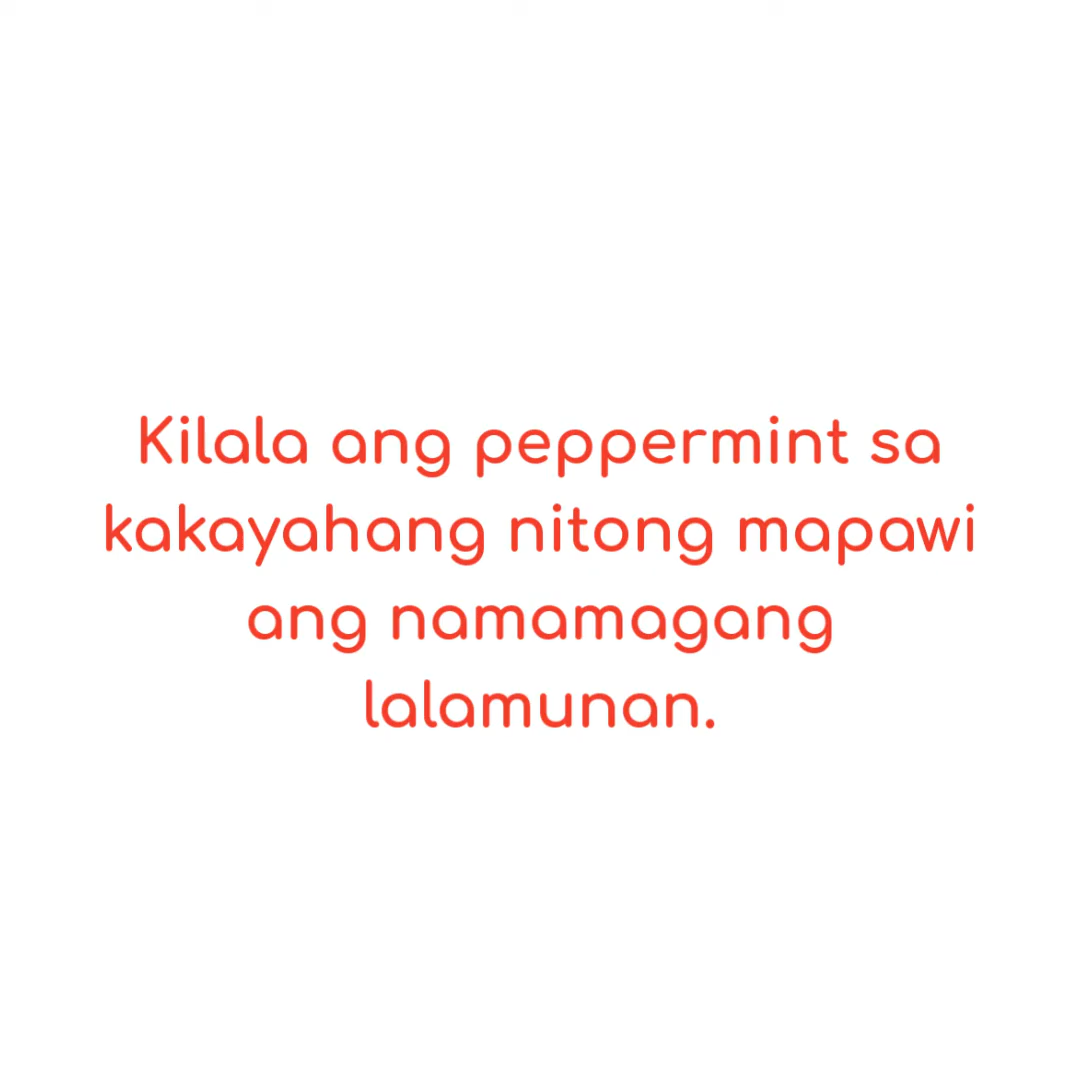 Kilala ang peppermint sa
kakayahang nitong mapawi
ang namamagang
lalamunan.